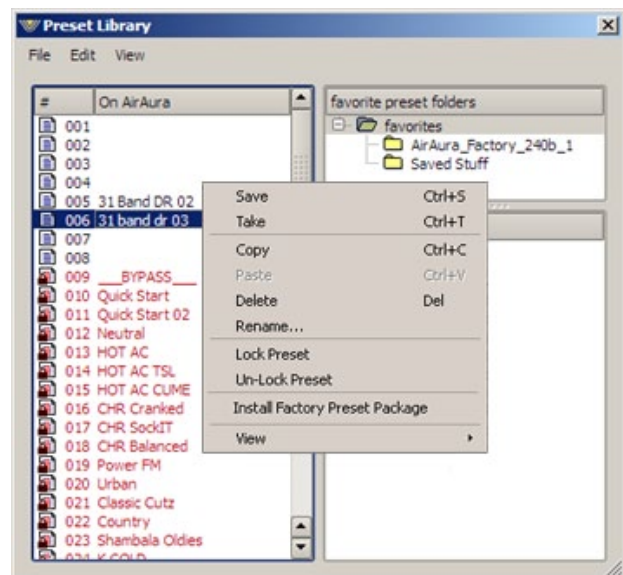 Preset Library
File Edit View
# On AirAura
001
002
003
004
005 31 Band DR 02
006 31 band dr 03
007
008
009 ___BYPASS___
010 Quick Start
011 Quick Start 02
012 Neutral
013 HOT AC
014 HOT AC TSL
015 HOT AC CUME
016 CHR Cranked
017 CHR SockIT
018 CHR Balanced
019 Power FM
020 Urban
021 Classic Cutz
022 Country
023 Shambala Oldies
024 K GOLD
favorite preset folders
favorites
AirAura_Factory_240b_1
Saved Stuff
Save Ctrl+S
Take Ctrl+T
Copy Ctrl+C
Paste Ctrl+V
Delete Del
Rename...
Lock Preset
Un-Lock Preset
Install Factory Preset Package
View